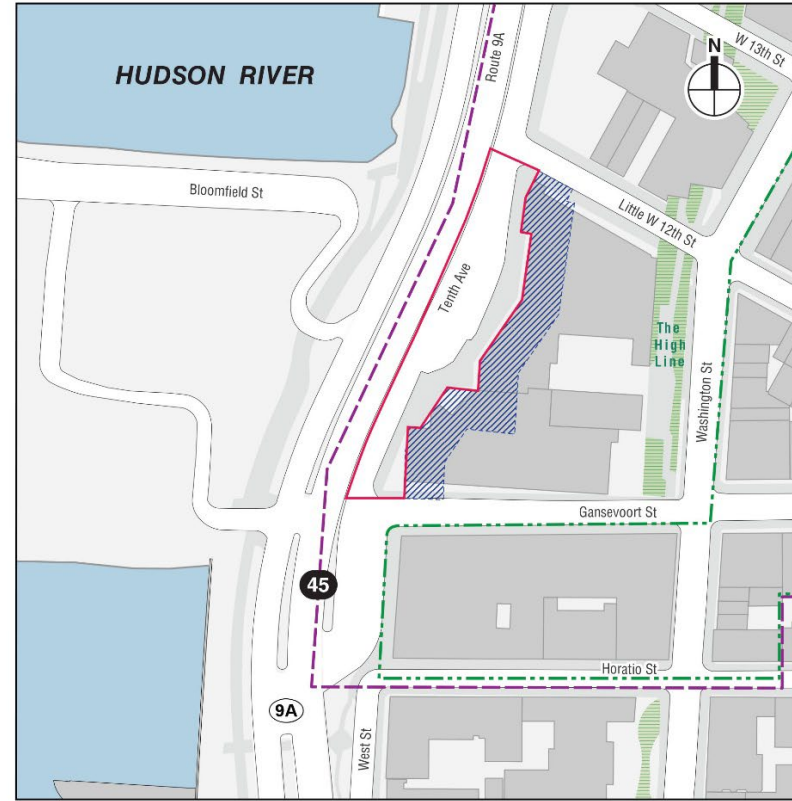 W 13th St
N
Route 9A
HUDSON RIVER
Bloomfield St
Little W 12th St
Tenth Ave
The
High
Line
Washington St
Gansevoort St
45
Horatio St
9A
West St